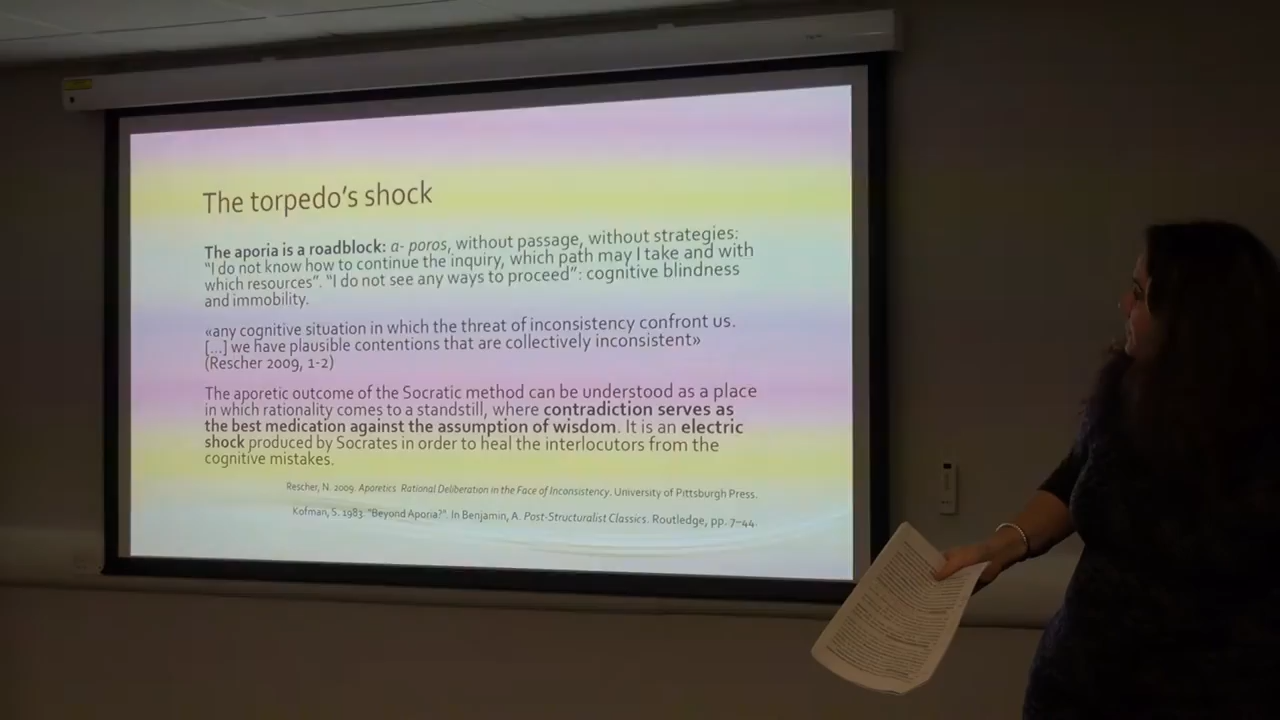 The torpedo's shock
The aporia is a roadblock: a- poros, without passage, without strategies:
"I do not know how to continue the inquiry, which path may I take and with
which resources". "I do not see any ways to proceed": cognitive blindness
and immobility.
«any cognitive situation in which the threat of inconsistency confront us.
[...] we have plausible contentions that are collectively inconsistent»
(Rescher 2009, 1-2)
The aporetic outcome of the Socratic method can be understood as a place
in which rationality comes to a standstill, where contradiction serves as
the best medication against the assumption of wisdom. It is an electric
shock produced by Socrates in order to heal the interlocutors from the
cognitive mistakes.
Rescher, N. 2009. Aporetics Rational Deliberation in the Face of Inconsistency. University of Pittsburgh Press.
Kofman, S. 1983. "Beyond Aporia?". In Benjamin, A. Post-Structuralist Classics. Routledge, pp. 7–44.